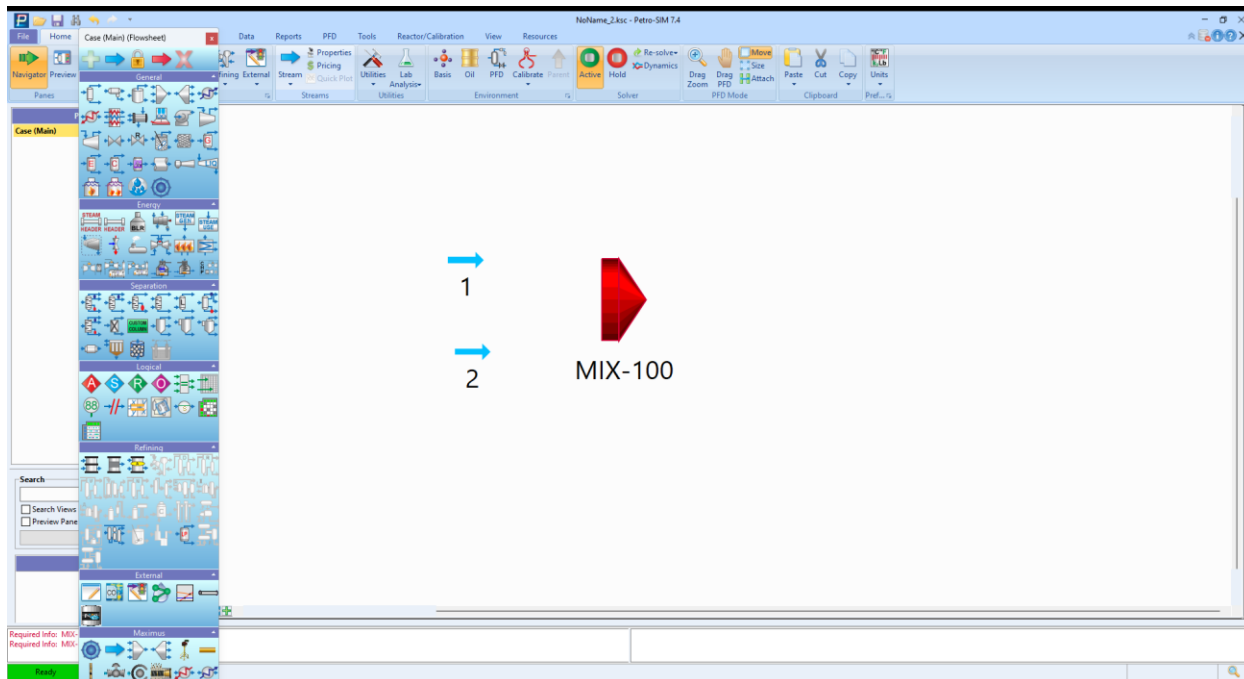 NoName_2.ksc - Petro-SIM 7.4
File Home Data Reports PFD Tools Reactor/Calibration View Resources
Case (Main) (Flowsheet)
Navigator Preview
Panes
External
Stream
Properties
Pricing
Quick Plot
Streams
Utilities Lab Analysis
Utilities
Basis Oil PFD Calibrate Parent
Environment
Active Hold
Re-solve
Dynamics
Solver
Drag Zoom Drag PFD
Move
Size
Attach
PFD Mode
Paste Cut Copy
Clipboard
Units
Pref...
Case (Main)
General
Energy
STEAM HEADER
HEADER
BLR
STEAM GEN
STEAM USE
Separation
CUSTOM COLUMN
Logical
A S R O
88
Refining
External
Maximus
1
2
MIX-100
Search
Search Views
Preview Pane
Required Info: MIX-
Required Info: MIX-
Ready